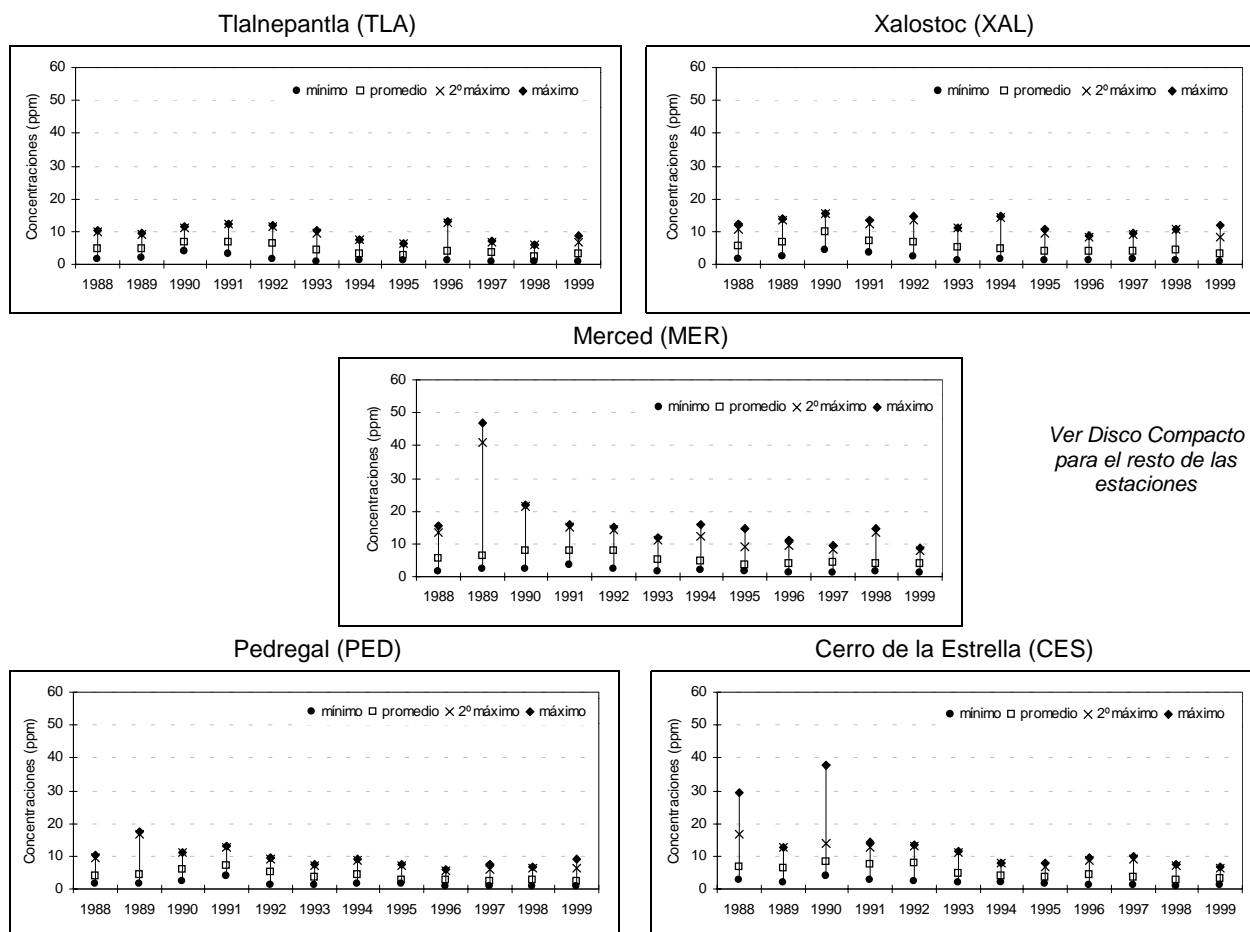 Tlalnepantla (TLA)
Concentraciones (ppm)
60
50
40
30
20
10
0
mínimo promedio 2º máximo máximo
1988 1989 1990 1991 1992 1993 1994 1995 1996 1997 1998 1999
Xalostoc (XAL)
Concentraciones (ppm)
60
50
40
30
20
10
0
mínimo promedio 2º máximo máximo
1988 1989 1990 1991 1992 1993 1994 1995 1996 1997 1998 1999
Merced (MER)
Concentraciones (ppm)
60
50
40
30
20
10
0
mínimo promedio 2º máximo máximo
1988 1989 1990 1991 1992 1993 1994 1995 1996 1997 1998 1999
Ver Disco Compacto
para el resto de las
estaciones
Pedregal (PED)
Concentraciones (ppm)
60
50
40
30
20
10
0
mínimo promedio 2º máximo máximo
1988 1989 1990 1991 1992 1993 1994 1995 1996 1997 1998 1999
Cerro de la Estrella (CES)
Concentraciones (ppm)
60
50
40
30
20
10
0
mínimo promedio 2º máximo máximo
1988 1989 1990 1991 1992 1993 1994 1995 1996 1997 1998 1999